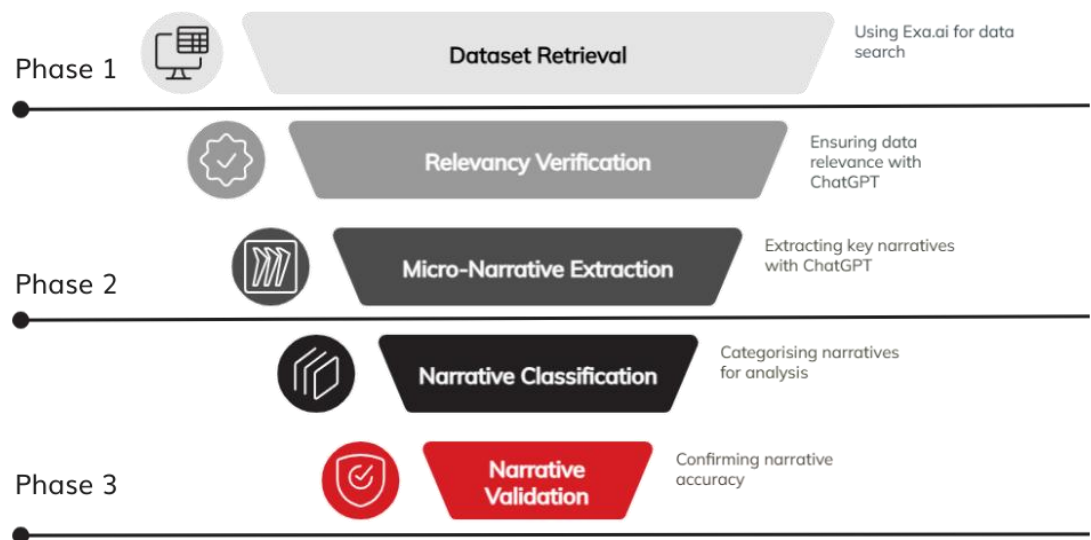 Phase 1
Dataset Retrieval
Using Exa.ai for data
search
Relevancy Verification
Ensuring data
relevance with
ChatGPT
Phase 2
Micro-Narrative Extraction
Extracting key narratives
with ChatGPT
Narrative Classification
Categorising narratives
for analysis
Phase 3
Narrative
Validation
Confirming narrative
accuracy